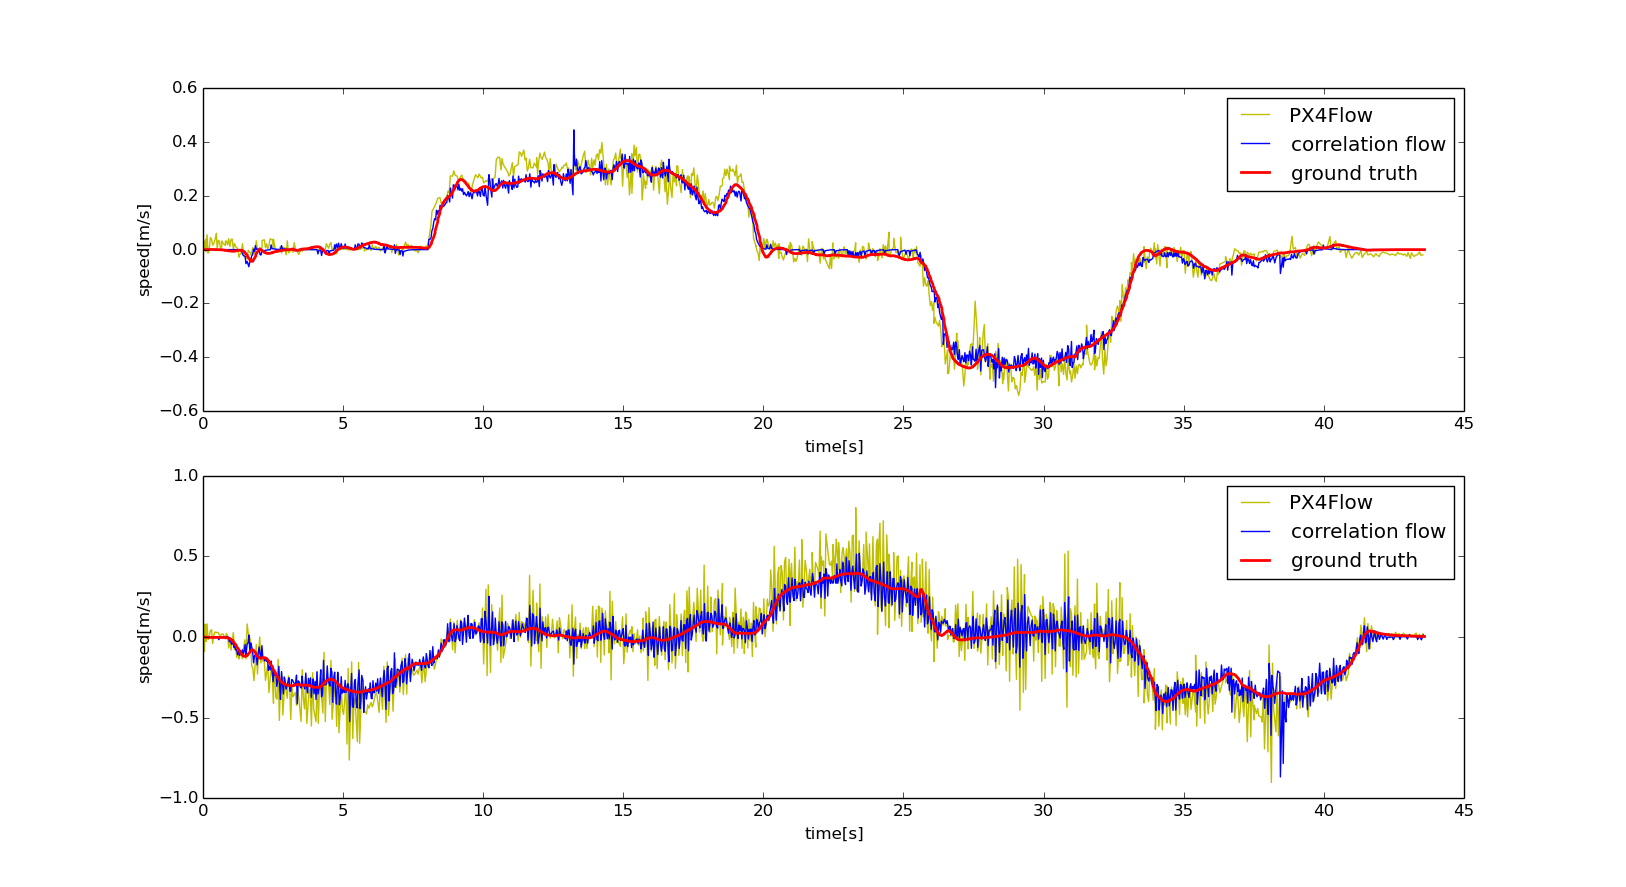 0.6
0.4
0.2
0.0
−0.2
−0.4
−0.6
speed[m/s]
PX4Flow
correlation flow
ground truth
0 5 10 15 20 25 30 35 40 45
time[s]
1.0
0.5
0.0
−0.5
−1.0
speed[m/s]
PX4Flow
correlation flow
ground truth
0 5 10 15 20 25 30 35 40 45
time[s]